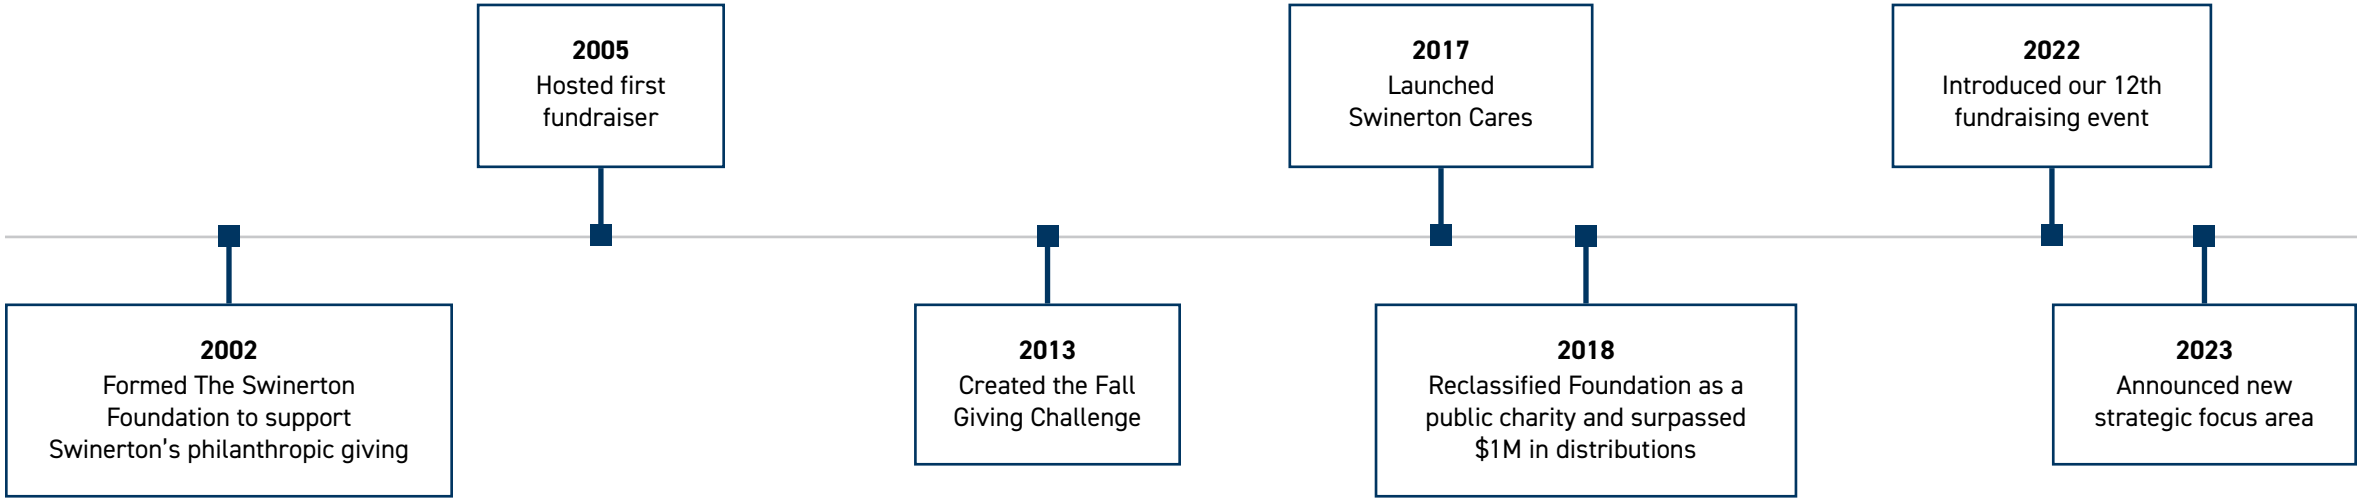 2002
Formed The Swinerton
Foundation to support
Swinerton's philanthropic giving
2005
Hosted first
fundraiser
2013
Created the Fall
Giving Challenge
2017
Launched
Swinerton Cares
2018
Reclassified Foundation as a
public charity and surpassed
$1M in distributions
2022
Introduced our 12th
fundraising event
2023
Announced new
strategic focus area